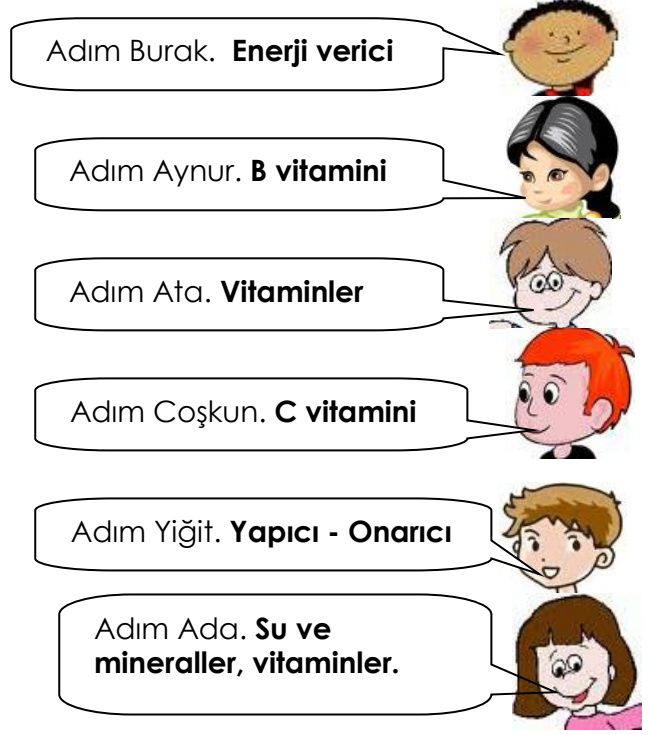 Adım Burak. Enerji verici
Adım Aynur. B vitamini
Adım Ata. Vitaminler
Adım Coşkun. C vitamini
Adım Yiğit. Yapıcı - Onarıcı
Adım Ada. Su ve
mineraller, vitaminler.